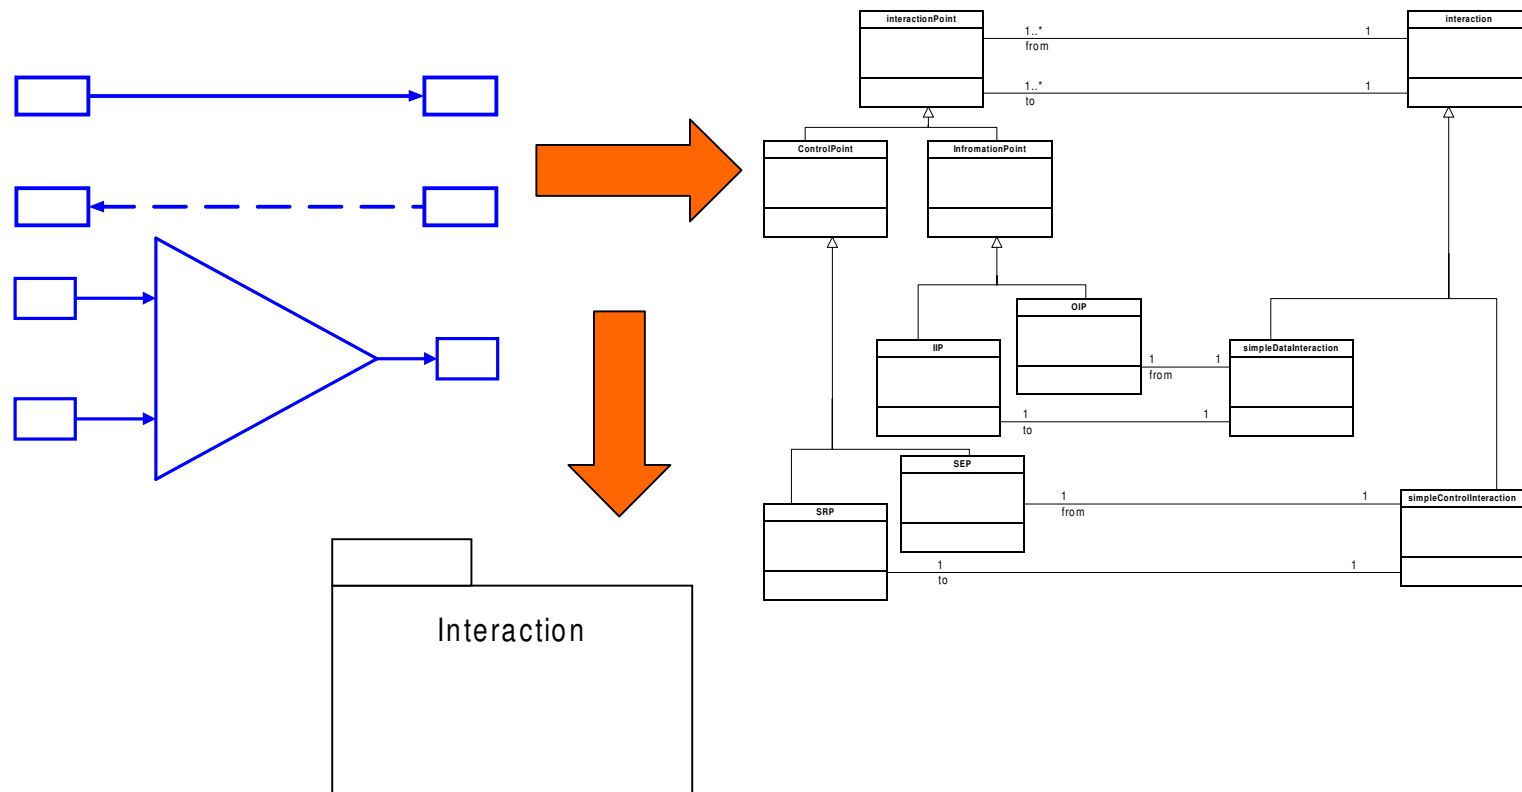 interactionPoint
interaction
1..*
1
from
1..*
1
to
ControlPoint
InfromationPoint
OIP
IIP
simpleDataInteraction
1
1
from
1
1
to
SEP
simpleControlInteraction
1
1
from
SRP
1
1
to
Interaction